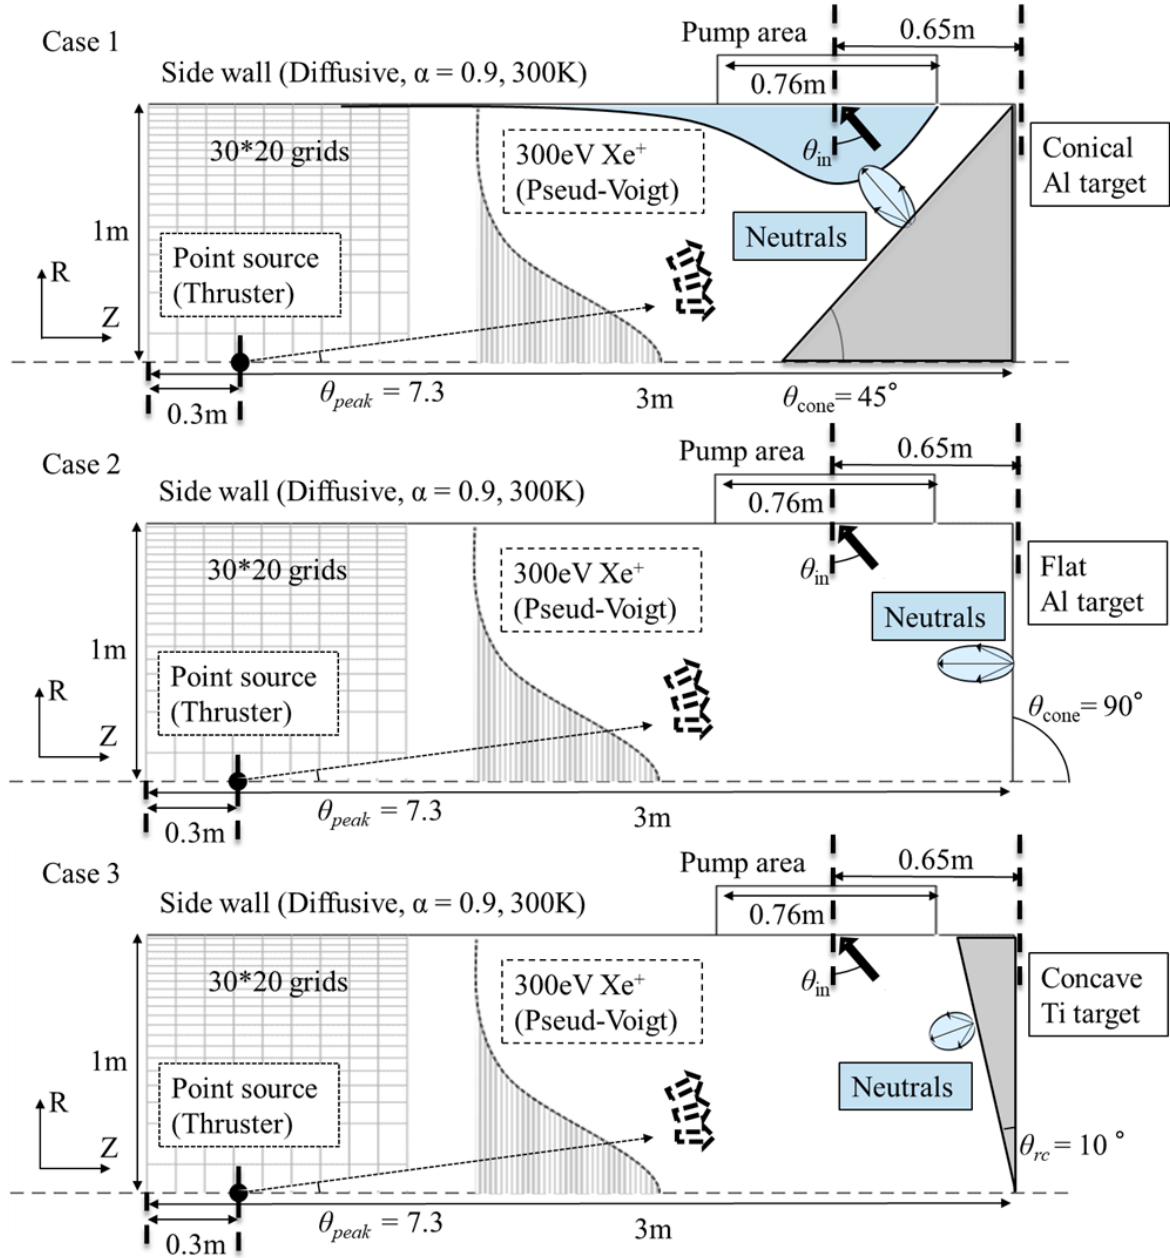 Case 1
Pump area
0.65m
Side wall (Diffusive, α = 0.9, 300K)
0.76m
30*20 grids
300eV Xe⁺
(Pseud-Voigt)
θin
Conical
Al target
1m
Neutrals
Point source
(Thruster)
R
Z
θpeak = 7.3
0.3m
3m
θcone = 45°
Case 2
Pump area
0.65m
Side wall (Diffusive, α = 0.9, 300K)
0.76m
30*20 grids
300eV Xe⁺
(Pseud-Voigt)
θin
Flat
Al target
1m
Neutrals
Point source
(Thruster)
R
Z
θcone = 90°
θpeak = 7.3
0.3m
3m
Case 3
Pump area
0.65m
Side wall (Diffusive, α = 0.9, 300K)
0.76m
30*20 grids
300eV Xe⁺
(Pseud-Voigt)
θin
Concave
Ti target
1m
Neutrals
Point source
(Thruster)
R
Z
θrc = 10 °
θpeak = 7.3
0.3m
3m